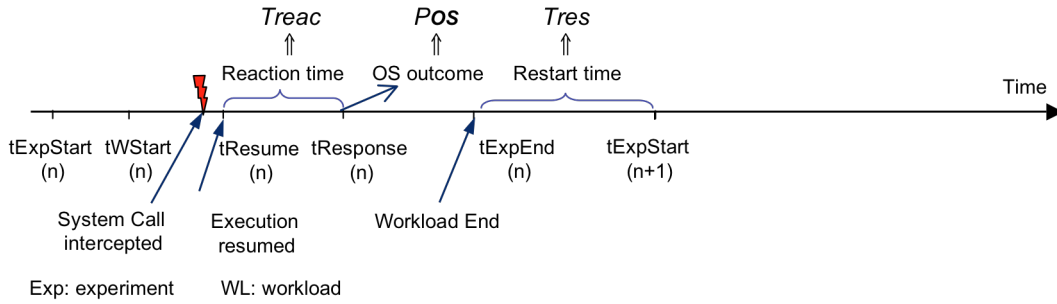 Treac POS Tres
⇑ ⇑ ⇑
Reaction time OS outcome Restart time
Time
tExpStart tWStart tResume tResponse tExpEnd tExpStart
(n) (n) (n) (n) (n) (n+1)
System Call Execution Workload End
intercepted resumed
Exp: experiment WL: workload